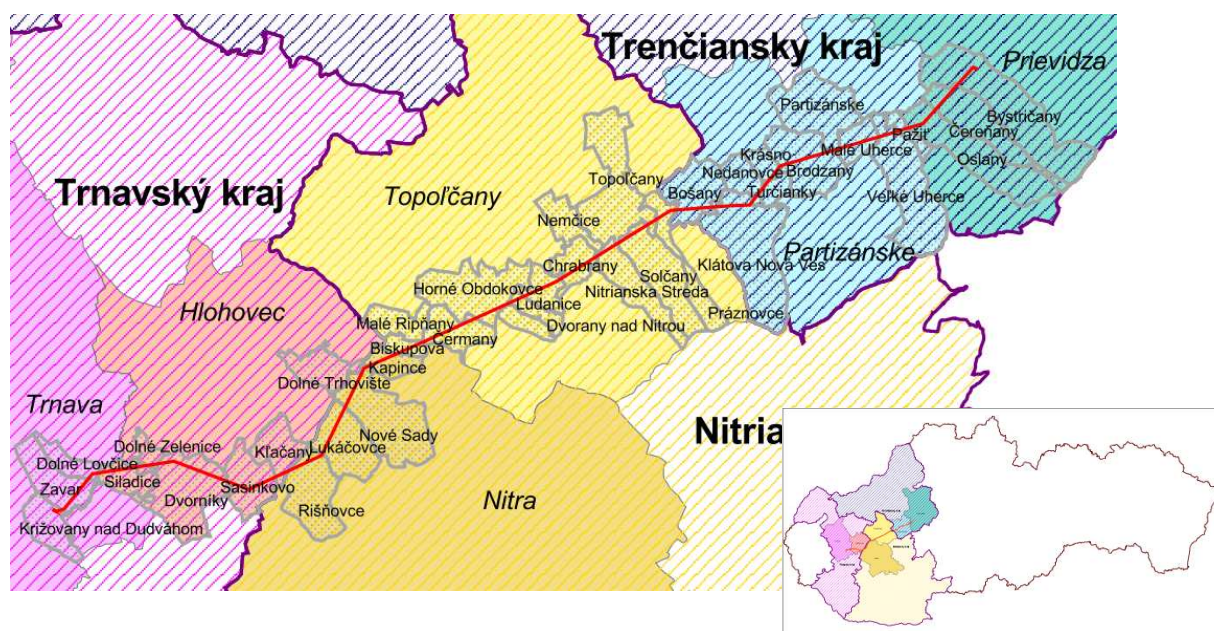 Trenčiansky kraj
Prievidza
Partizánske
Bystričany
Pažiť
Čereňany
Krásno
Malé Uherce
Oslany
Topoľčany
Nedanovce
Brodzany
Trnavský kraj
Topoľčany
Bošany
Turčianky
Veľké Uherce
Nemčice
Partizánske
Chrabrany
Klátova Nová Ves
Solčany
Horné Obdokovce
Nitrianska Streda
Ludanice
Hlohovec
Práznovce
Malé Ripňany
Dvorany nad Nitrou
Čermany
Biskupová
Kapince
Dolné Trhovište
Trnava
Nitria
Nové Sady
Dolné Zelenice
Kľačany
Lukáčovce
Dolné Lovčice
Siladice
Zavar
Sasinkovo
Dvorníky
Nitra
Rišňovce
Križovany nad Dudváhom